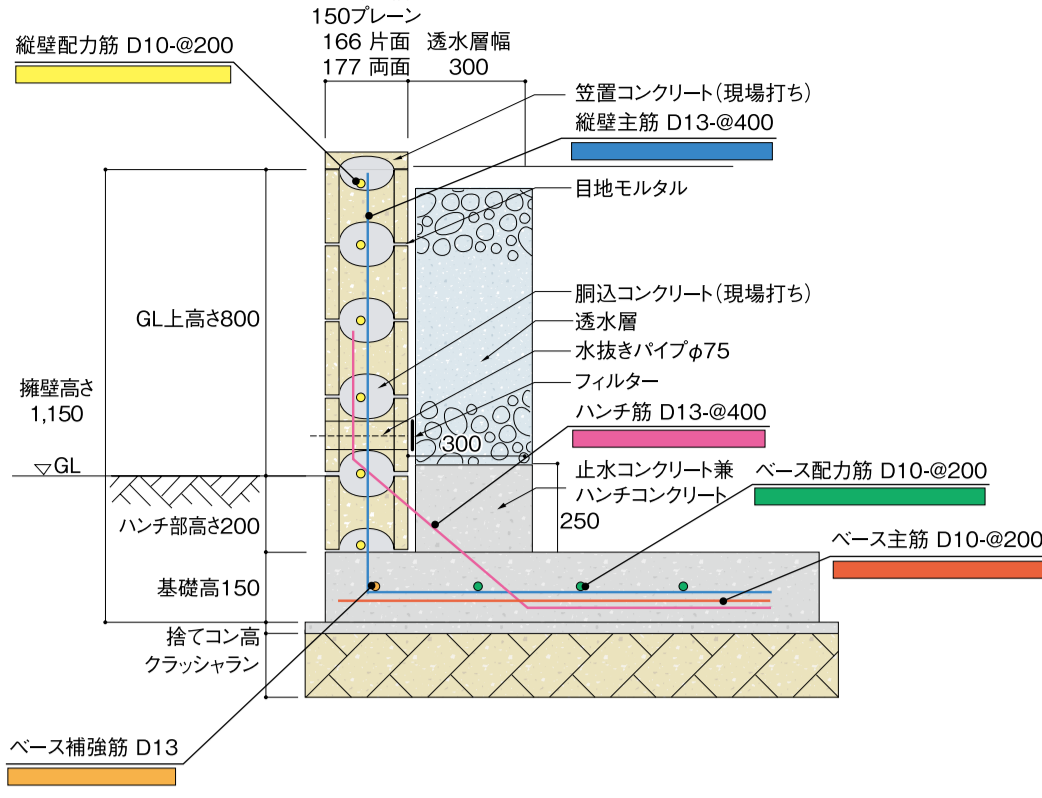 150プレーン
166 片面
177 両面
透水層幅
300
縦壁配力筋 D10-@200
笠置コンクリート(現場打ち)
縦壁主筋 D13-@400
目地モルタル
GL上高さ800
胴込コンクリート(現場打ち)
透水層
水抜きパイプφ75
フィルター
擁壁高さ
1,150
ハンチ筋 D13-@400
300
▽GL
止水コンクリート兼
ハンチコンクリート
250
ベース配力筋 D10-@200
ハンチ部高さ200
ベース主筋 D10-@200
基礎高150
捨てコン高
クラッシャラン
ベース補強筋 D13